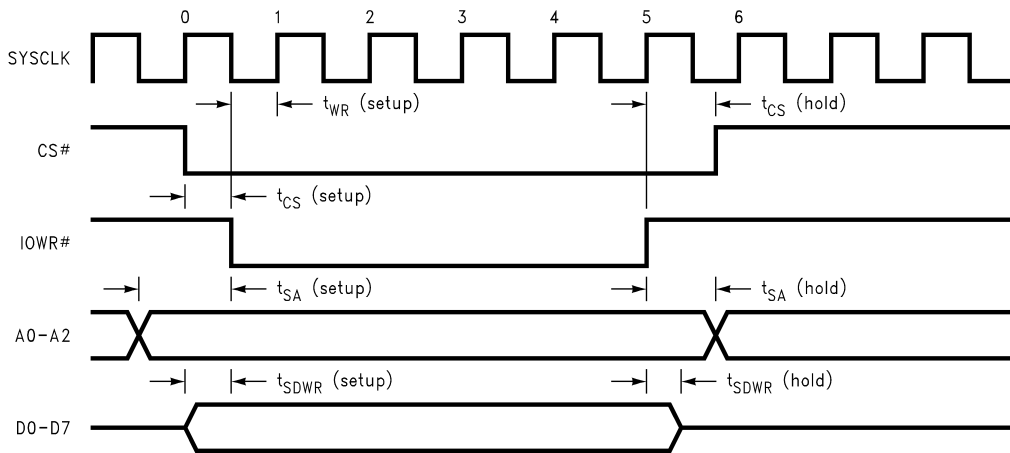 0 1 2 3 4 5 6
SYSCLK
t_WR (setup) t_CS (hold)
CS#
t_CS (setup)
IOWR#
t_SA (setup) t_SA (hold)
A0-A2
t_SDWR (setup) t_SDWR (hold)
D0-D7